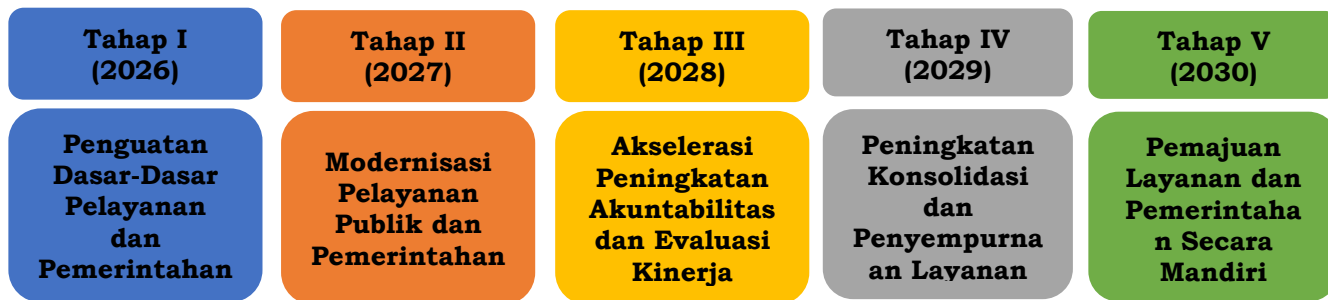 Tahap I
(2026)
Tahap II
(2027)
Tahap III
(2028)
Tahap IV
(2029)
Tahap V
(2030)
Penguatan
Dasar-Dasar
Pelayanan
dan
Pemerintahan
Modernisasi
Pelayanan
Publik dan
Pemerintahan
Akselerasi
Peningkatan
Akuntabilitas
dan Evaluasi
Kinerja
Peningkatan
Konsolidasi
dan
Penyempurna
an Layanan
Pemajuan
Layanan dan
Pemerintaha
n Secara
Mandiri